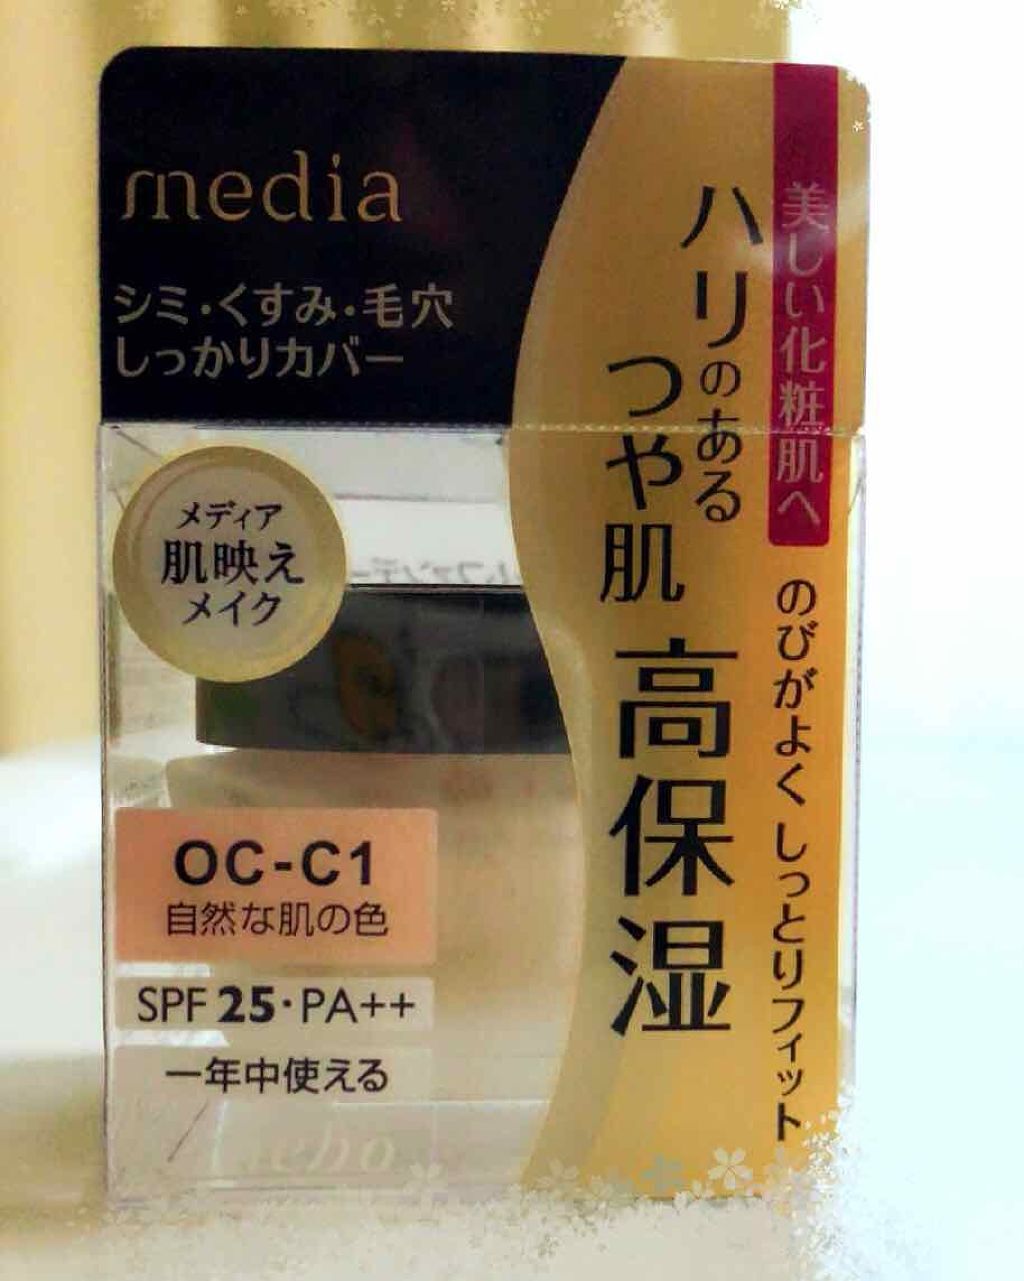 media
シミ・くすみ・毛穴
しっかりカバー
美しい化粧肌へ
のびがよく しっとりフィット
ハリのある
つや肌
高保湿
メディア
肌映え
メイク
OC-C1
自然な肌の色
SPF 25・PA++
一年中使える